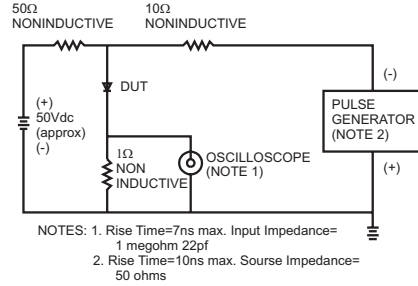 50Ω
NONINDUCTIVE
10Ω
NONINDUCTIVE
(+)
50Vdc
(approx)
(-)
DUT
1Ω
NON
INDUCTIVE
OSCILLOSCOPE
(NOTE 1)
(-)
PULSE
GENERATOR
(NOTE 2)
(+)
NOTES: 1. Rise Time=7ns max. Input Impedance=
1 megohm 22pf
2. Rise Time=10ns max. Sourse Impedance=
50 ohms